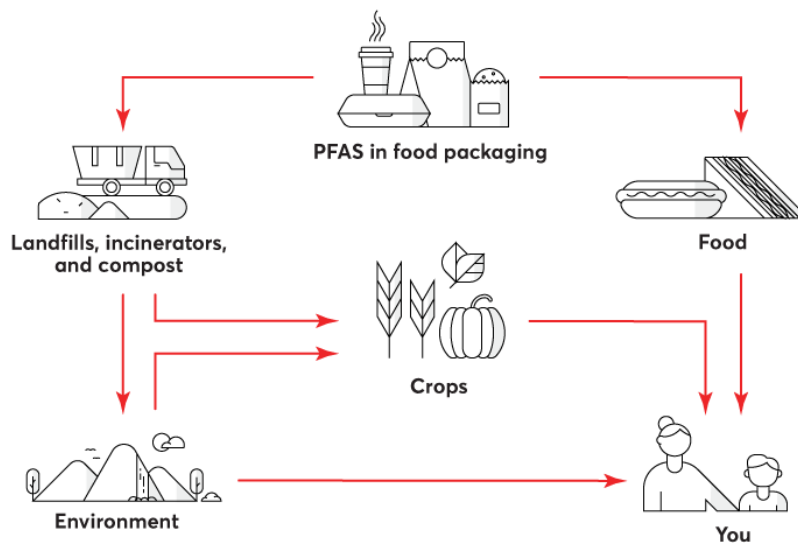 PFAS in food packaging
Landfills, incinerators,
and compost
Food
Crops
Environment
You